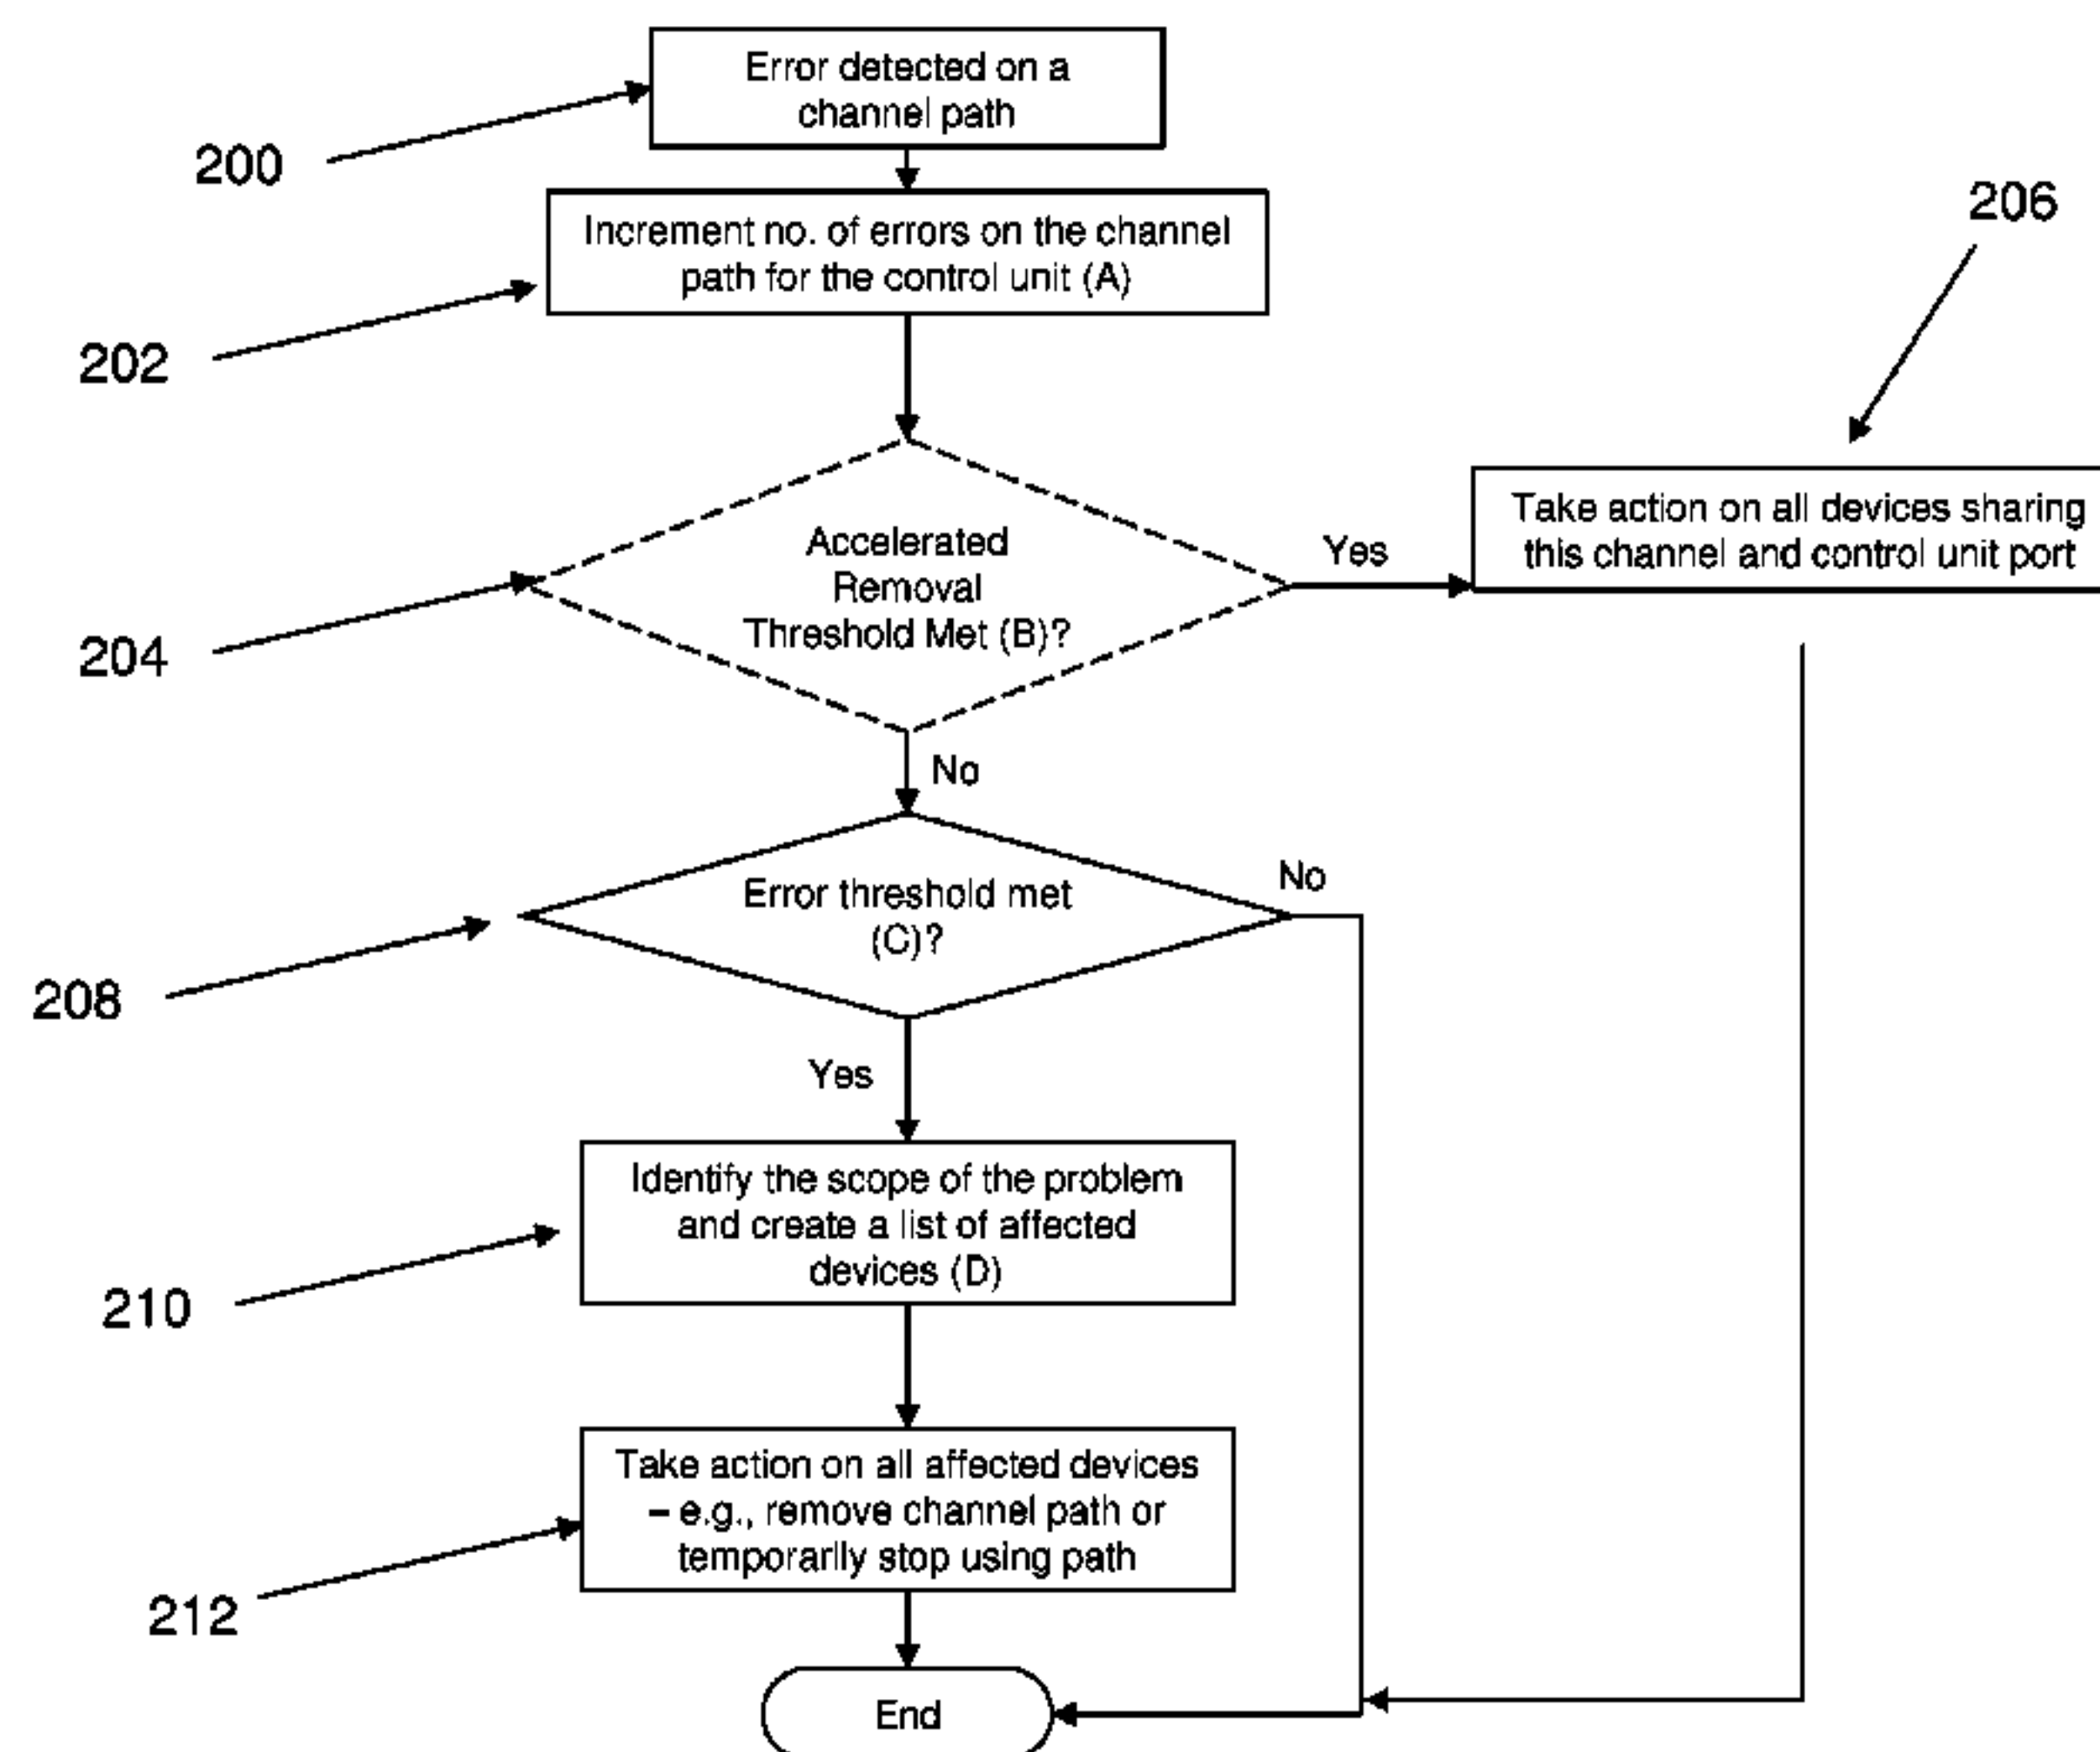 Error detected on a
channel path
200
206
Increment no. of errors on the channel
path for the control unit (A)
202
Take action on all devices sharing
this channel and control unit port
Accelerated
Removal
Threshold Met (B)?
Yes
204
No
Error threshold met
(C)?
No
208
Yes
Identify the scope of the problem
and create a list of affected
devices (D)
210
Take action on all affected devices
– e.g., remove channel path or
temporarily stop using path
212
End